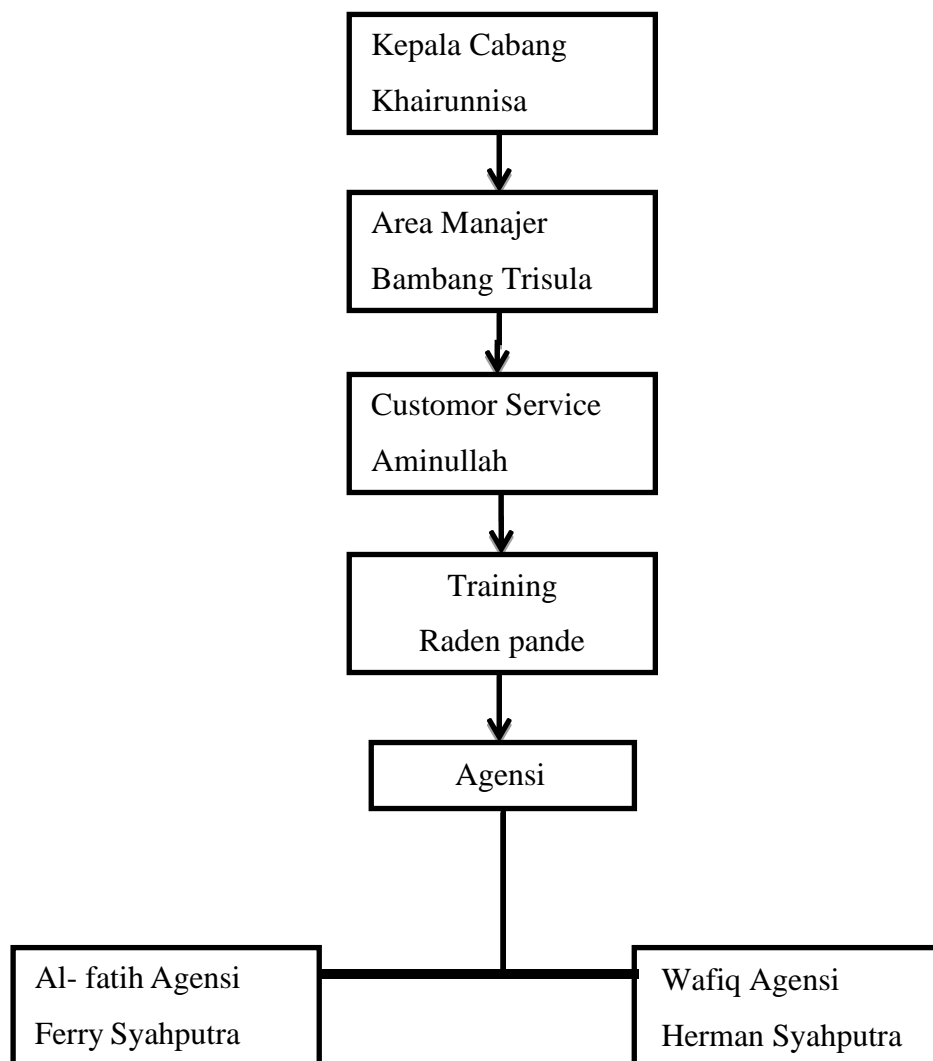 Kepala Cabang
Khairunnisa
Area Manajer
Bambang Trisula
Customor Service
Aminullah
Training
Raden pande
Agensi
Al- fatih Agensi
Ferry Syahputra
Wafiq Agensi
Herman Syahputra